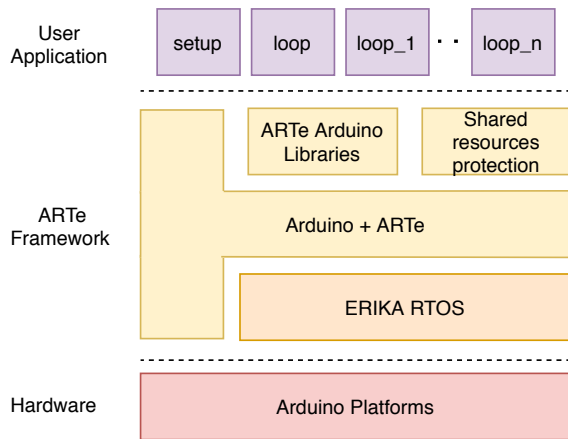 User
Application
setup
loop
loop_1
. .
loop_n
ARTe
Framework
ARTe Arduino
Libraries
Shared
resources
protection
Arduino + ARTe
ERIKA RTOS
Hardware
Arduino Platforms